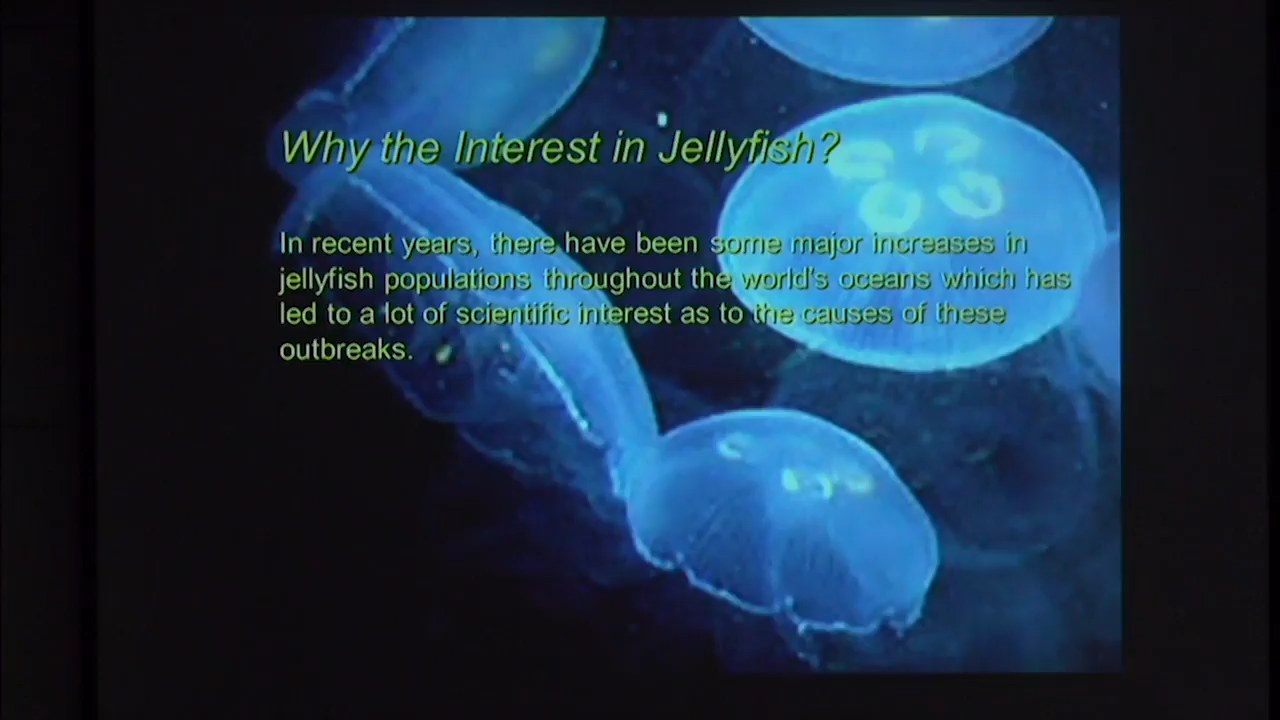 Why the Interest in Jellyfish?
In recent years, there have been some major increases in
jellyfish populations throughout the world's oceans which has
led to a lot of scientific interest as to the causes of these
outbreaks.